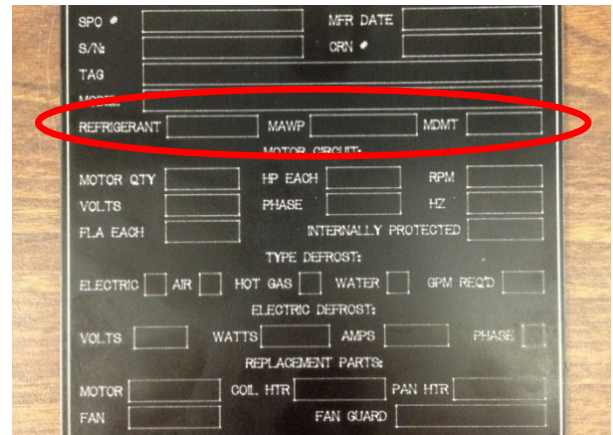 SPO # MFR DATE
S/N: CRN #
TAG
MODEL
REFRIGERANT MAWP MDMT
MOTOR CIRCUIT:
MOTOR QTY HP EACH RPM
VOLTS PHASE HZ
FLA EACH INTERNALLY PROTECTED
TYPE DEFROST:
ELECTRIC AIR HOT GAS WATER GPM REQ'D
ELECTRIC DEFROST:
VOLTS WATTS AMPS PHASE
REPLACEMENT PARTS:
MOTOR COIL HTR PAN HTR
FAN FAN GUARD